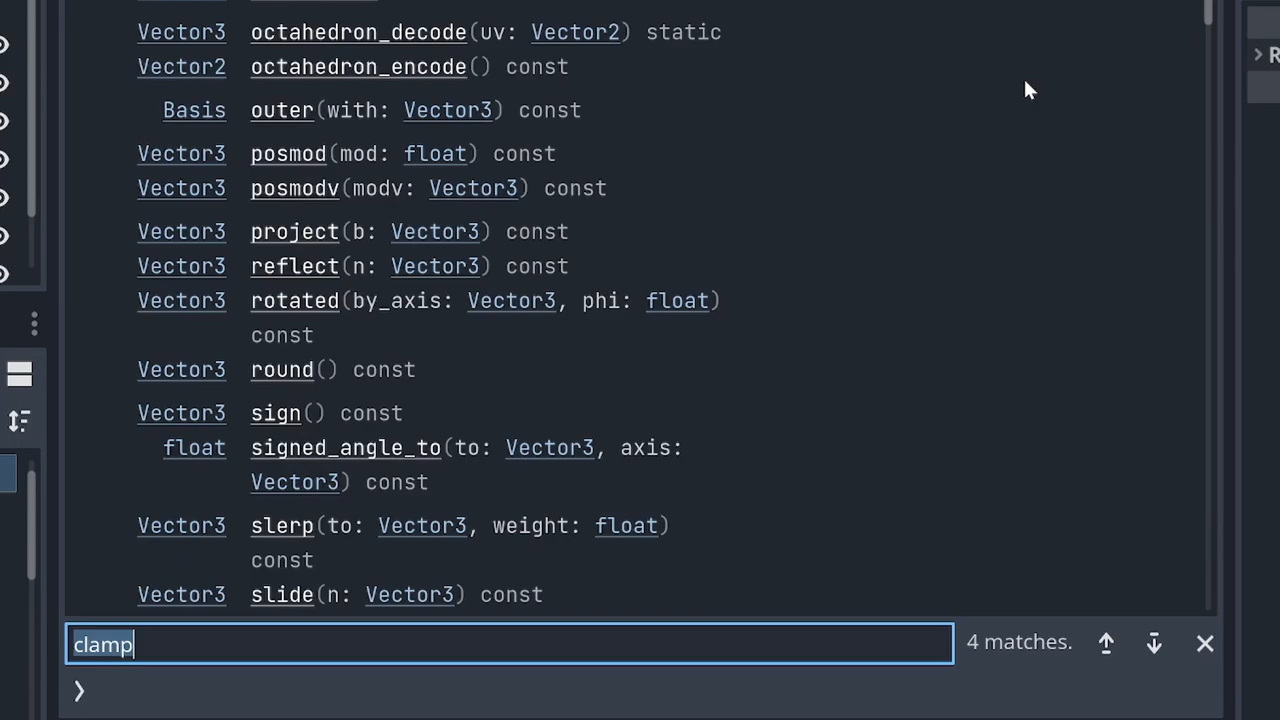 Vector3 octahedron_decode(uv: Vector2) static
Vector2 octahedron_encode() const
Basis outer(with: Vector3) const
Vector3 posmod(mod: float) const
Vector3 posmodv(modv: Vector3) const
Vector3 project(b: Vector3) const
Vector3 reflect(n: Vector3) const
Vector3 rotated(by_axis: Vector3, phi: float)
const
Vector3 round() const
Vector3 sign() const
float signed_angle_to(to: Vector3, axis:
Vector3) const
Vector3 slerp(to: Vector3, weight: float)
const
Vector3 slide(n: Vector3) const
clamp 4 matches.